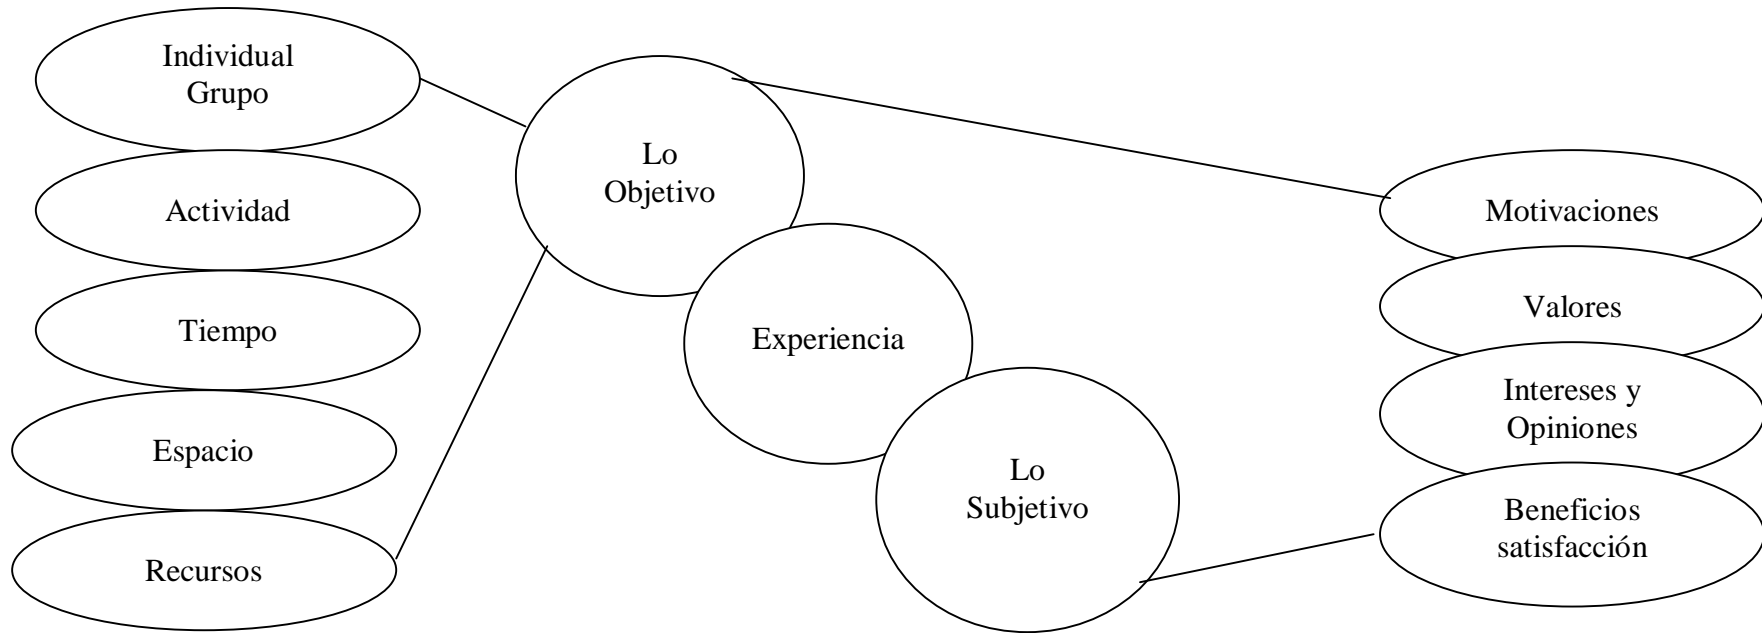 Individual
Grupo
Actividad
Tiempo
Espacio
Recursos
Lo
Objetivo
Experiencia
Lo
Subjetivo
Motivaciones
Valores
Intereses y
Opiniones
Beneficios
satisfacción